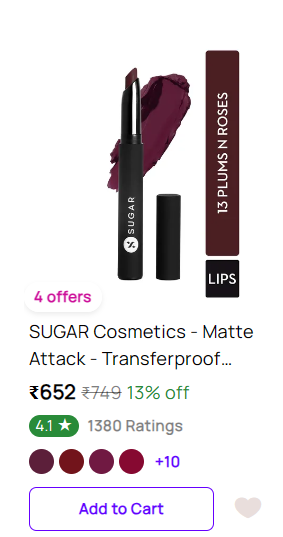 SUGAR
13 PLUMS N ROSES
LIPS
4 offers
SUGAR Cosmetics - Matte
Attack - Transferproof...
₹652 ₹749 13% off
4.1 ★ 1380 Ratings
+10
Add to Cart